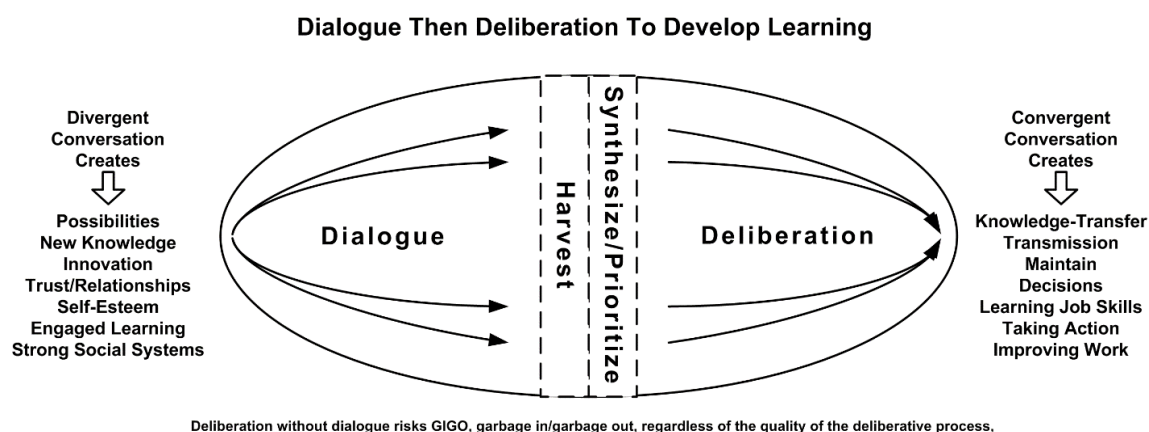 Dialogue Then Deliberation To Develop Learning
Divergent
Conversation
Creates
Possibilities
New Knowledge
Innovation
Trust/Relationships
Self-Esteem
Engaged Learning
Strong Social Systems
Dialogue
Harvest
Synthesize/Prioritize
Deliberation
Convergent
Conversation
Creates
Knowledge-Transfer
Transmission
Maintain
Decisions
Learning Job Skills
Taking Action
Improving Work
Deliberation without dialogue risks GIGO, garbage in/garbage out, regardless of the quality of the deliberative process,